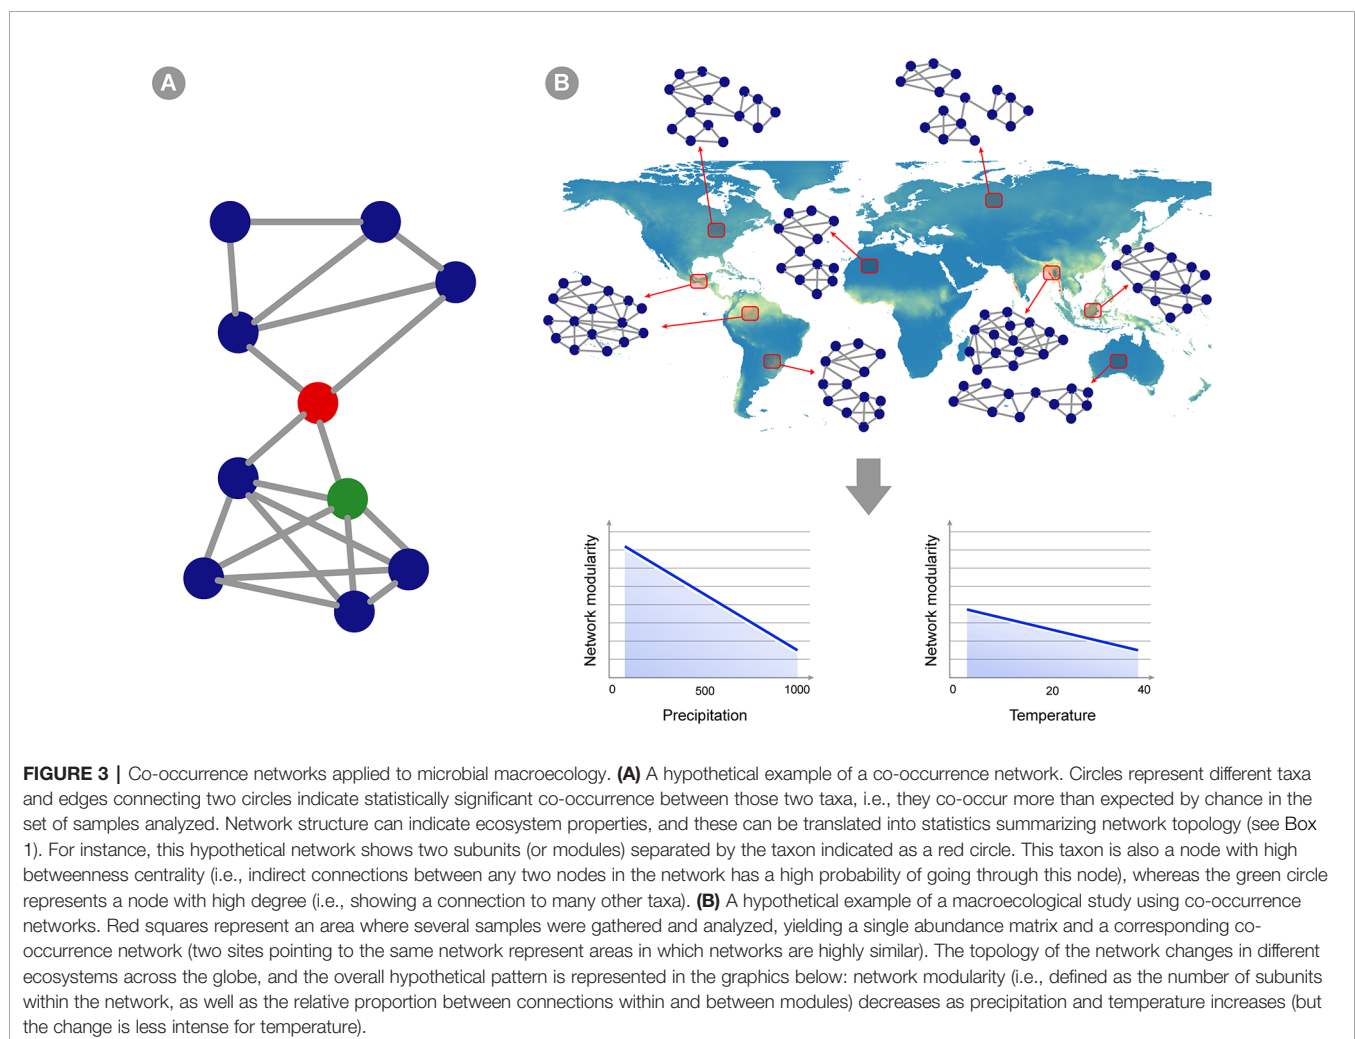 A
B
Network modularity
0
500
1000
Precipitation
Network modularity
0
20
40
Temperature
FIGURE 3 | Co-occurrence networks applied to microbial macroecology. (A) A hypothetical example of a co-occurrence network. Circles represent different taxa
and edges connecting two circles indicate statistically significant co-occurrence between those two taxa, i.e., they co-occur more than expected by chance in the
set of samples analyzed. Network structure can indicate ecosystem properties, and these can be translated into statistics summarizing network topology (see Box
1). For instance, this hypothetical network shows two subunits (or modules) separated by the taxon indicated as a red circle. This taxon is also a node with high
betweenness centrality (i.e., indirect connections between any two nodes in the network has a high probability of going through this node), whereas the green circle
represents a node with high degree (i.e., showing a connection to many other taxa). (B) A hypothetical example of a macroecological study using co-occurrence
networks. Red squares represent an area where several samples were gathered and analyzed, yielding a single abundance matrix and a corresponding co-
occurrence network (two sites pointing to the same network represent areas in which networks are highly similar). The topology of the network changes in different
ecosystems across the globe, and the overall hypothetical pattern is represented in the graphics below: network modularity (i.e., defined as the number of subunits
within the network, as well as the relative proportion between connections within and between modules) decreases as precipitation and temperature increases (but
the change is less intense for temperature).